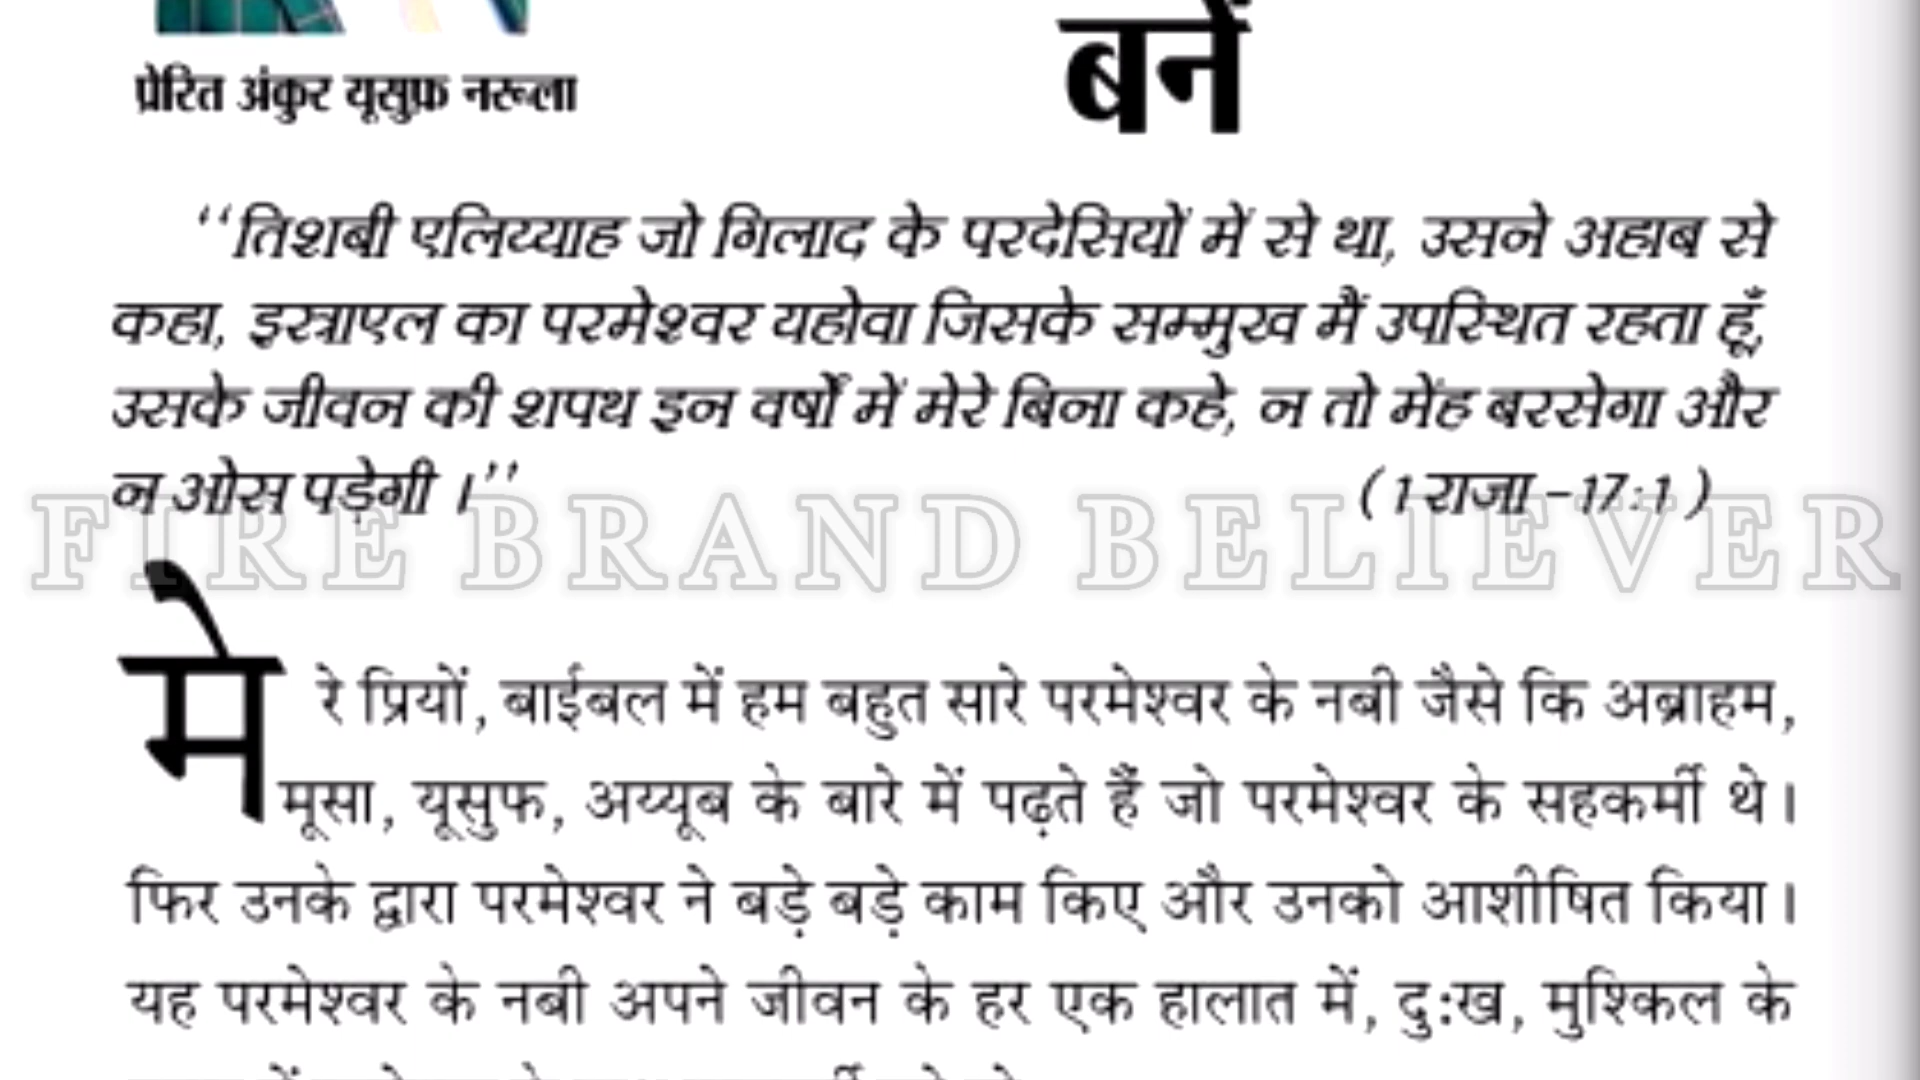 बनें
प्रेरित अंकुर यूसुफ़ नरूला
‘‘तिशबी एलिय्याह जो गिलाद के परदेसियों में से था, उसने अहाब से
कहा, इस्त्राएल का परमेश्वर यहोवा जिसके सम्मुख मैं उपस्थित रहता हूँ,
उसके जीवन की शपथ इन वर्षों में मेरे बिना कहे, न तो मेंह बरसेगा और
न ओस पड़ेगी ।’’ ( 1 राजा - 17:1 )
FIRE BRAND BELIEVER
मेरे प्रियों, बाईबल में हम बहुत सारे परमेश्वर के नबी जैसे कि अब्राहम,
मूसा, यूसुफ, अय्यूब के बारे में पढ़ते हैं जो परमेश्वर के सहकर्मी थे।
फिर उनके द्वारा परमेश्वर ने बड़े बड़े काम किए और उनको आशीषित किया।
यह परमेश्वर के नबी अपने जीवन के हर एक हालात में, दुःख, मुश्किल के